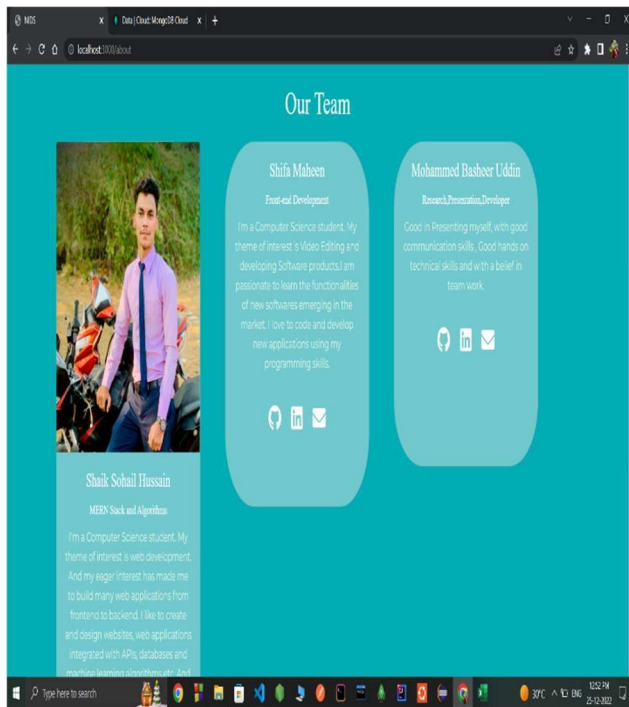 NIDS
Data | Cloud: MongoDB Cloud
localhost:3000/about
Our Team
Shaik Sohail Hussain
MERN Stack and Algorithms
I'm a Computer Science student. My
theme of interest is web development.
And my eager interest has made me
to build many web applications from
frontend to backend. I like to create
and design websites, web applications
integrated with APIs, databases and
machine learning algorithms etc. And
Shifa Maheen
Front-end Development
I'm a Computer Science student. My
theme of interest is Video Editing and
developing Software products.I am
passionate to learn the functionalities
of new softwares emerging in the
market. I love to code and develop
new applications using my
programming skills.
Mohammed Basheer Uddin
Research,Presentation,Developer
Good in Presenting myself, with good
communication skills , Good hands on
technical skills and with a belief in
team work.
Type here to search
30°C
ENG
12:52 PM
25-12-2022